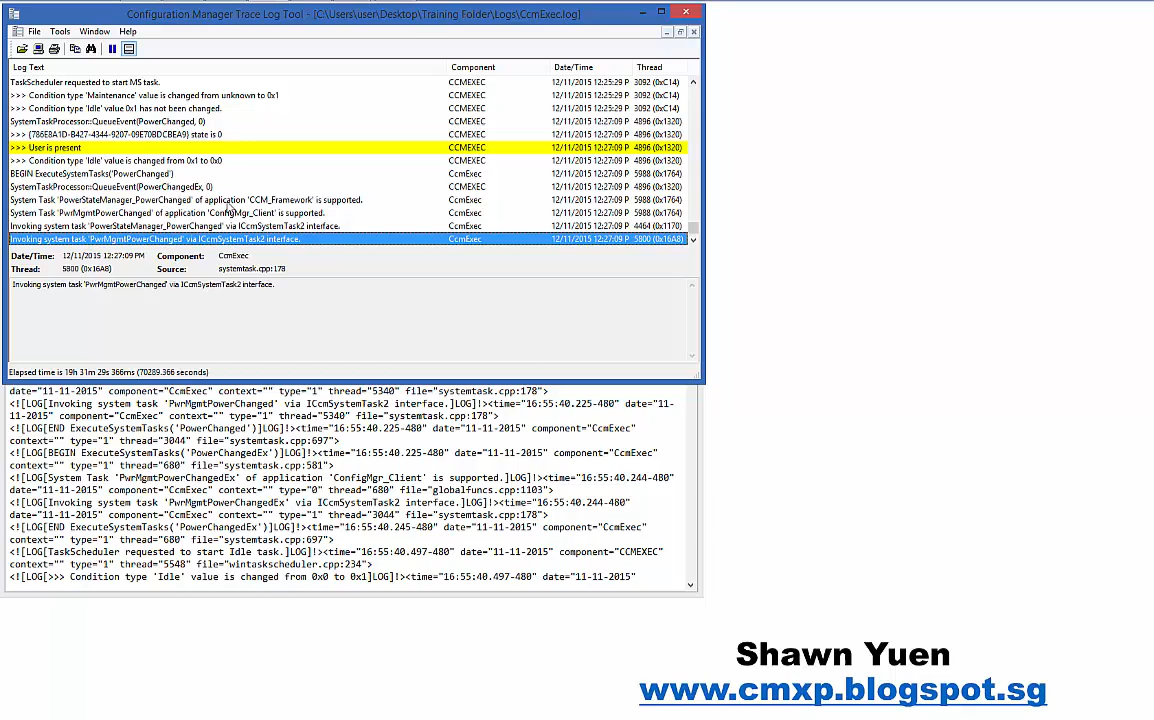 Configuration Manager Trace Log Tool - [C:\Users\user\Desktop\Training Folder\Logs\CcmExec.log]
File Tools Window Help
Log Text Component Date/Time Thread
TaskScheduler requested to start MS task. CCMEXEC 12/11/2015 12:25:29 P 3092 (0xC14)
>>> Condition type 'Maintenance' value is changed from unknown to 0x1 CCMEXEC 12/11/2015 12:25:29 P 3092 (0xC14)
>>> Condition type 'Idle' value 0x1 has not been changed. CCMEXEC 12/11/2015 12:25:29 P 3092 (0xC14)
SystemTaskProcessor::QueueEvent(PowerChanged, 0) CCMEXEC 12/11/2015 12:27:09 P 4896 (0x1320)
>>> {786E8A1D-B427-4344-9207-09E70BDCBEA9} state is 0 CCMEXEC 12/11/2015 12:27:09 P 4896 (0x1320)
>>> User is present CCMEXEC 12/11/2015 12:27:09 P 4896 (0x1320)
>>> Condition type 'Idle' value is changed from 0x1 to 0x0 CCMEXEC 12/11/2015 12:27:09 P 4896 (0x1320)
BEGIN ExecuteSystemTasks('PowerChanged') CcmExec 12/11/2015 12:27:09 P 5988 (0x1764)
SystemTaskProcessor::QueueEvent(PowerChangedEx, 0) CcmExec 12/11/2015 12:27:09 P 4896 (0x1320)
System Task 'PowerStateManager_PowerChanged' of application 'CCM_Framework' is supported. CcmExec 12/11/2015 12:27:09 P 5988 (0x1764)
System Task 'PwrMgmtPowerChanged' of application 'ConfigMgr_Client' is supported. CcmExec 12/11/2015 12:27:09 P 5988 (0x1764)
Invoking system task 'PowerStateManager_PowerChanged' via ICcmSystemTask2 interface. CcmExec 12/11/2015 12:27:09 P 4464 (0x1170)
Invoking system task 'PwrMgmtPowerChanged' via ICcmSystemTask2 interface. CcmExec 12/11/2015 12:27:09 P 5800 (0x16A8)
Date/Time: 12/11/2015 12:27:09 PM Component: CcmExec
Thread: 5800 (0x16A8) Source: systemtask.cpp:178
Invoking system task 'PwrMgmtPowerChanged' via ICcmSystemTask2 interface.
Elapsed time is 19h 31m 29s 366ms (70289.366 seconds)
date="11-11-2015" component="CcmExec" context="" type="1" thread="5340" file="systemtask.cpp:178">
<![LOG[Invoking system task 'PwrMgmtPowerChanged' via ICcmSystemTask2 interface.]LOG]!><time="16:55:40.225-480" date="11-
11-2015" component="CcmExec" context="" type="1" thread="5340" file="systemtask.cpp:178">
<![LOG[END ExecuteSystemTasks('PowerChanged')]LOG]!><time="16:55:40.225-480" date="11-11-2015" component="CcmExec"
context="" type="1" thread="3044" file="systemtask.cpp:697">
<![LOG[BEGIN ExecuteSystemTasks('PowerChangedEx')]LOG]!><time="16:55:40.225-480" date="11-11-2015" component="CcmExec"
context="" type="1" thread="680" file="systemtask.cpp:581">
<![LOG[System Task 'PwrMgmtPowerChangedEx' of application 'ConfigMgr_Client' is supported.]LOG]!><time="16:55:40.244-480"
date="11-11-2015" component="CcmExec" context="" type="0" thread="680" file="globalfuncs.cpp:1103">
<![LOG[Invoking system task 'PwrMgmtPowerChangedEx' via ICcmSystemTask2 interface.]LOG]!><time="16:55:40.244-480"
date="11-11-2015" component="CcmExec" context="" type="1" thread="3044" file="systemtask.cpp:178">
<![LOG[END ExecuteSystemTasks('PowerChangedEx')]LOG]!><time="16:55:40.245-480" date="11-11-2015" component="CcmExec"
context="" type="1" thread="680" file="systemtask.cpp:697">
<![LOG[TaskScheduler requested to start Idle task.]LOG]!><time="16:55:40.497-480" date="11-11-2015" component="CCMEXEC"
context="" type="1" thread="5548" file="wintaskscheduler.cpp:234">
<![LOG[>>> Condition type 'Idle' value is changed from 0x0 to 0x1]LOG]!><time="16:55:40.497-480" date="11-11-2015"
Shawn Yuen
www.cmxp.blogspot.sg